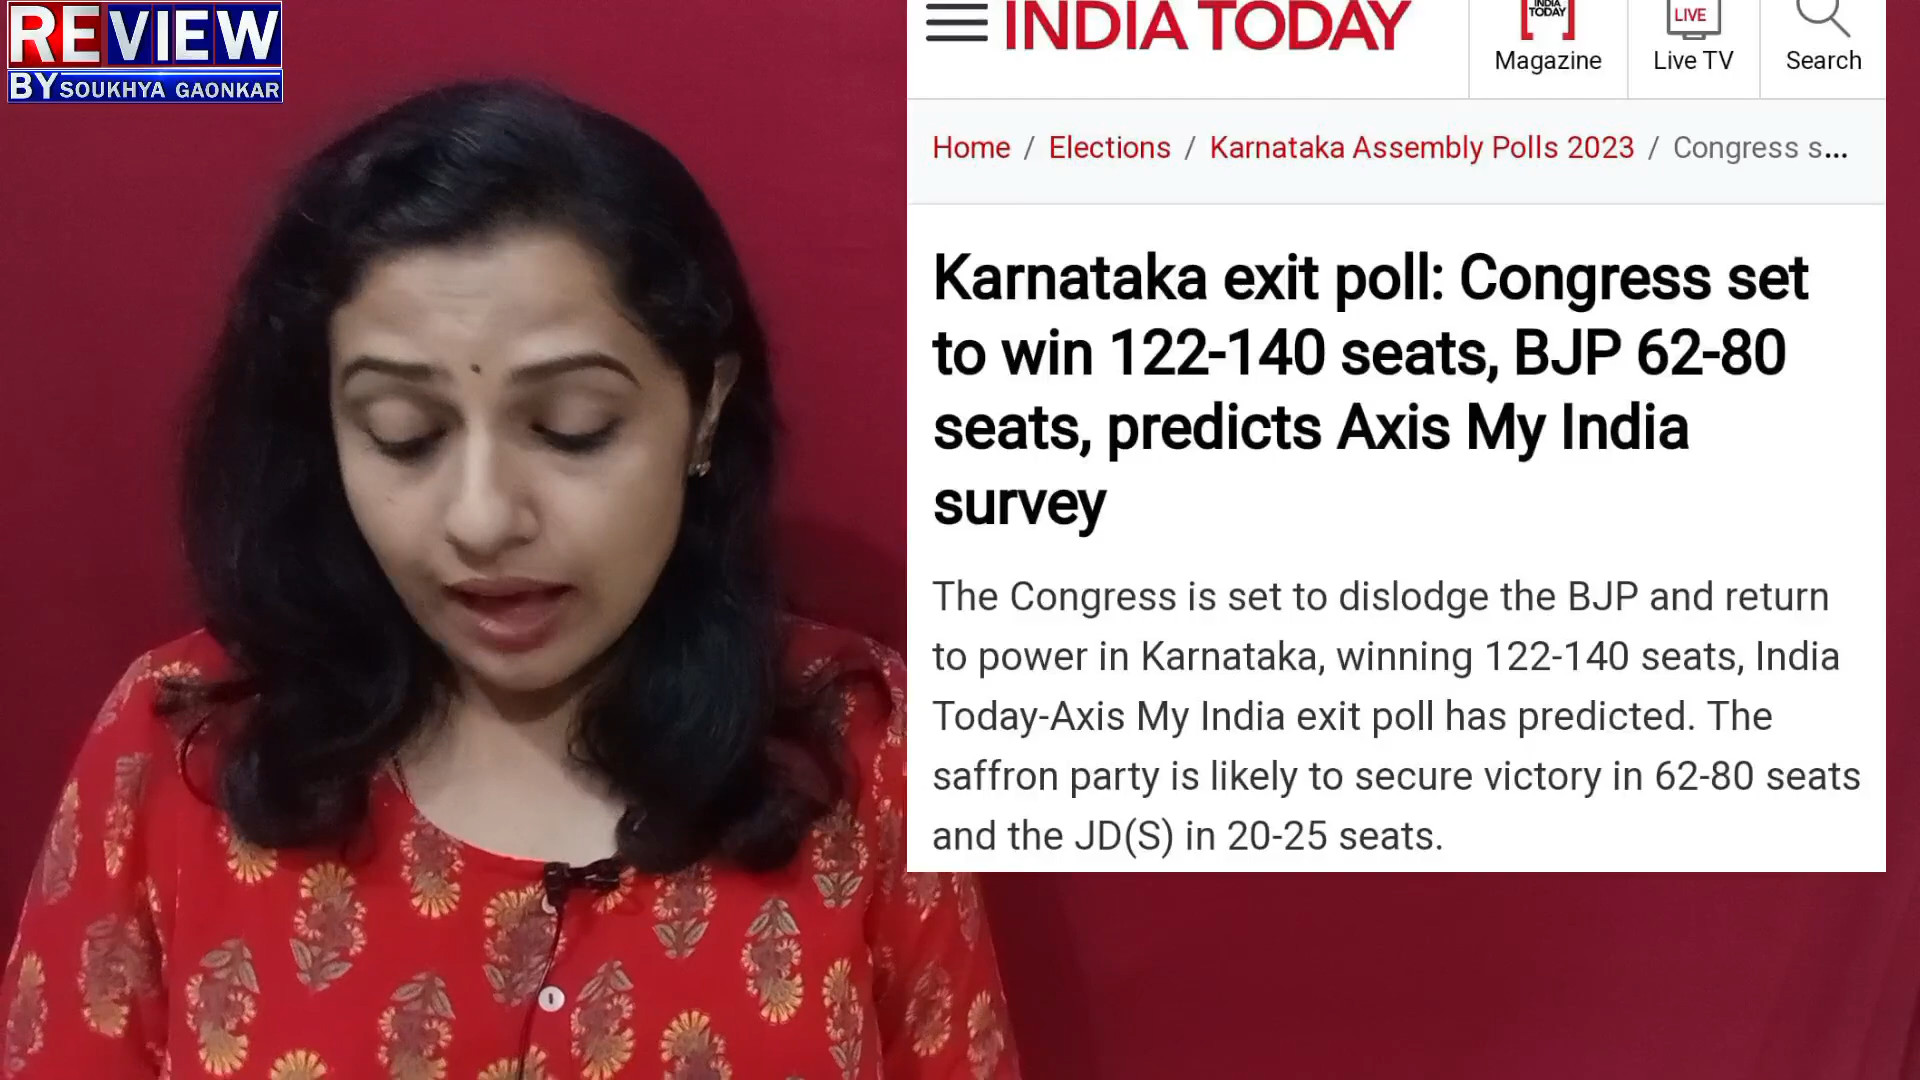 REVIEW
BY SOUKHYA GAONKAR
INDIA TODAY
INDIA
TODAY
Magazine
LIVE
Live TV
Search
Home / Elections / Karnataka Assembly Polls 2023 / Congress s...
Karnataka exit poll: Congress set
to win 122-140 seats, BJP 62-80
seats, predicts Axis My India
survey
The Congress is set to dislodge the BJP and return
to power in Karnataka, winning 122-140 seats, India
Today-Axis My India exit poll has predicted. The
saffron party is likely to secure victory in 62-80 seats
and the JD(S) in 20-25 seats.